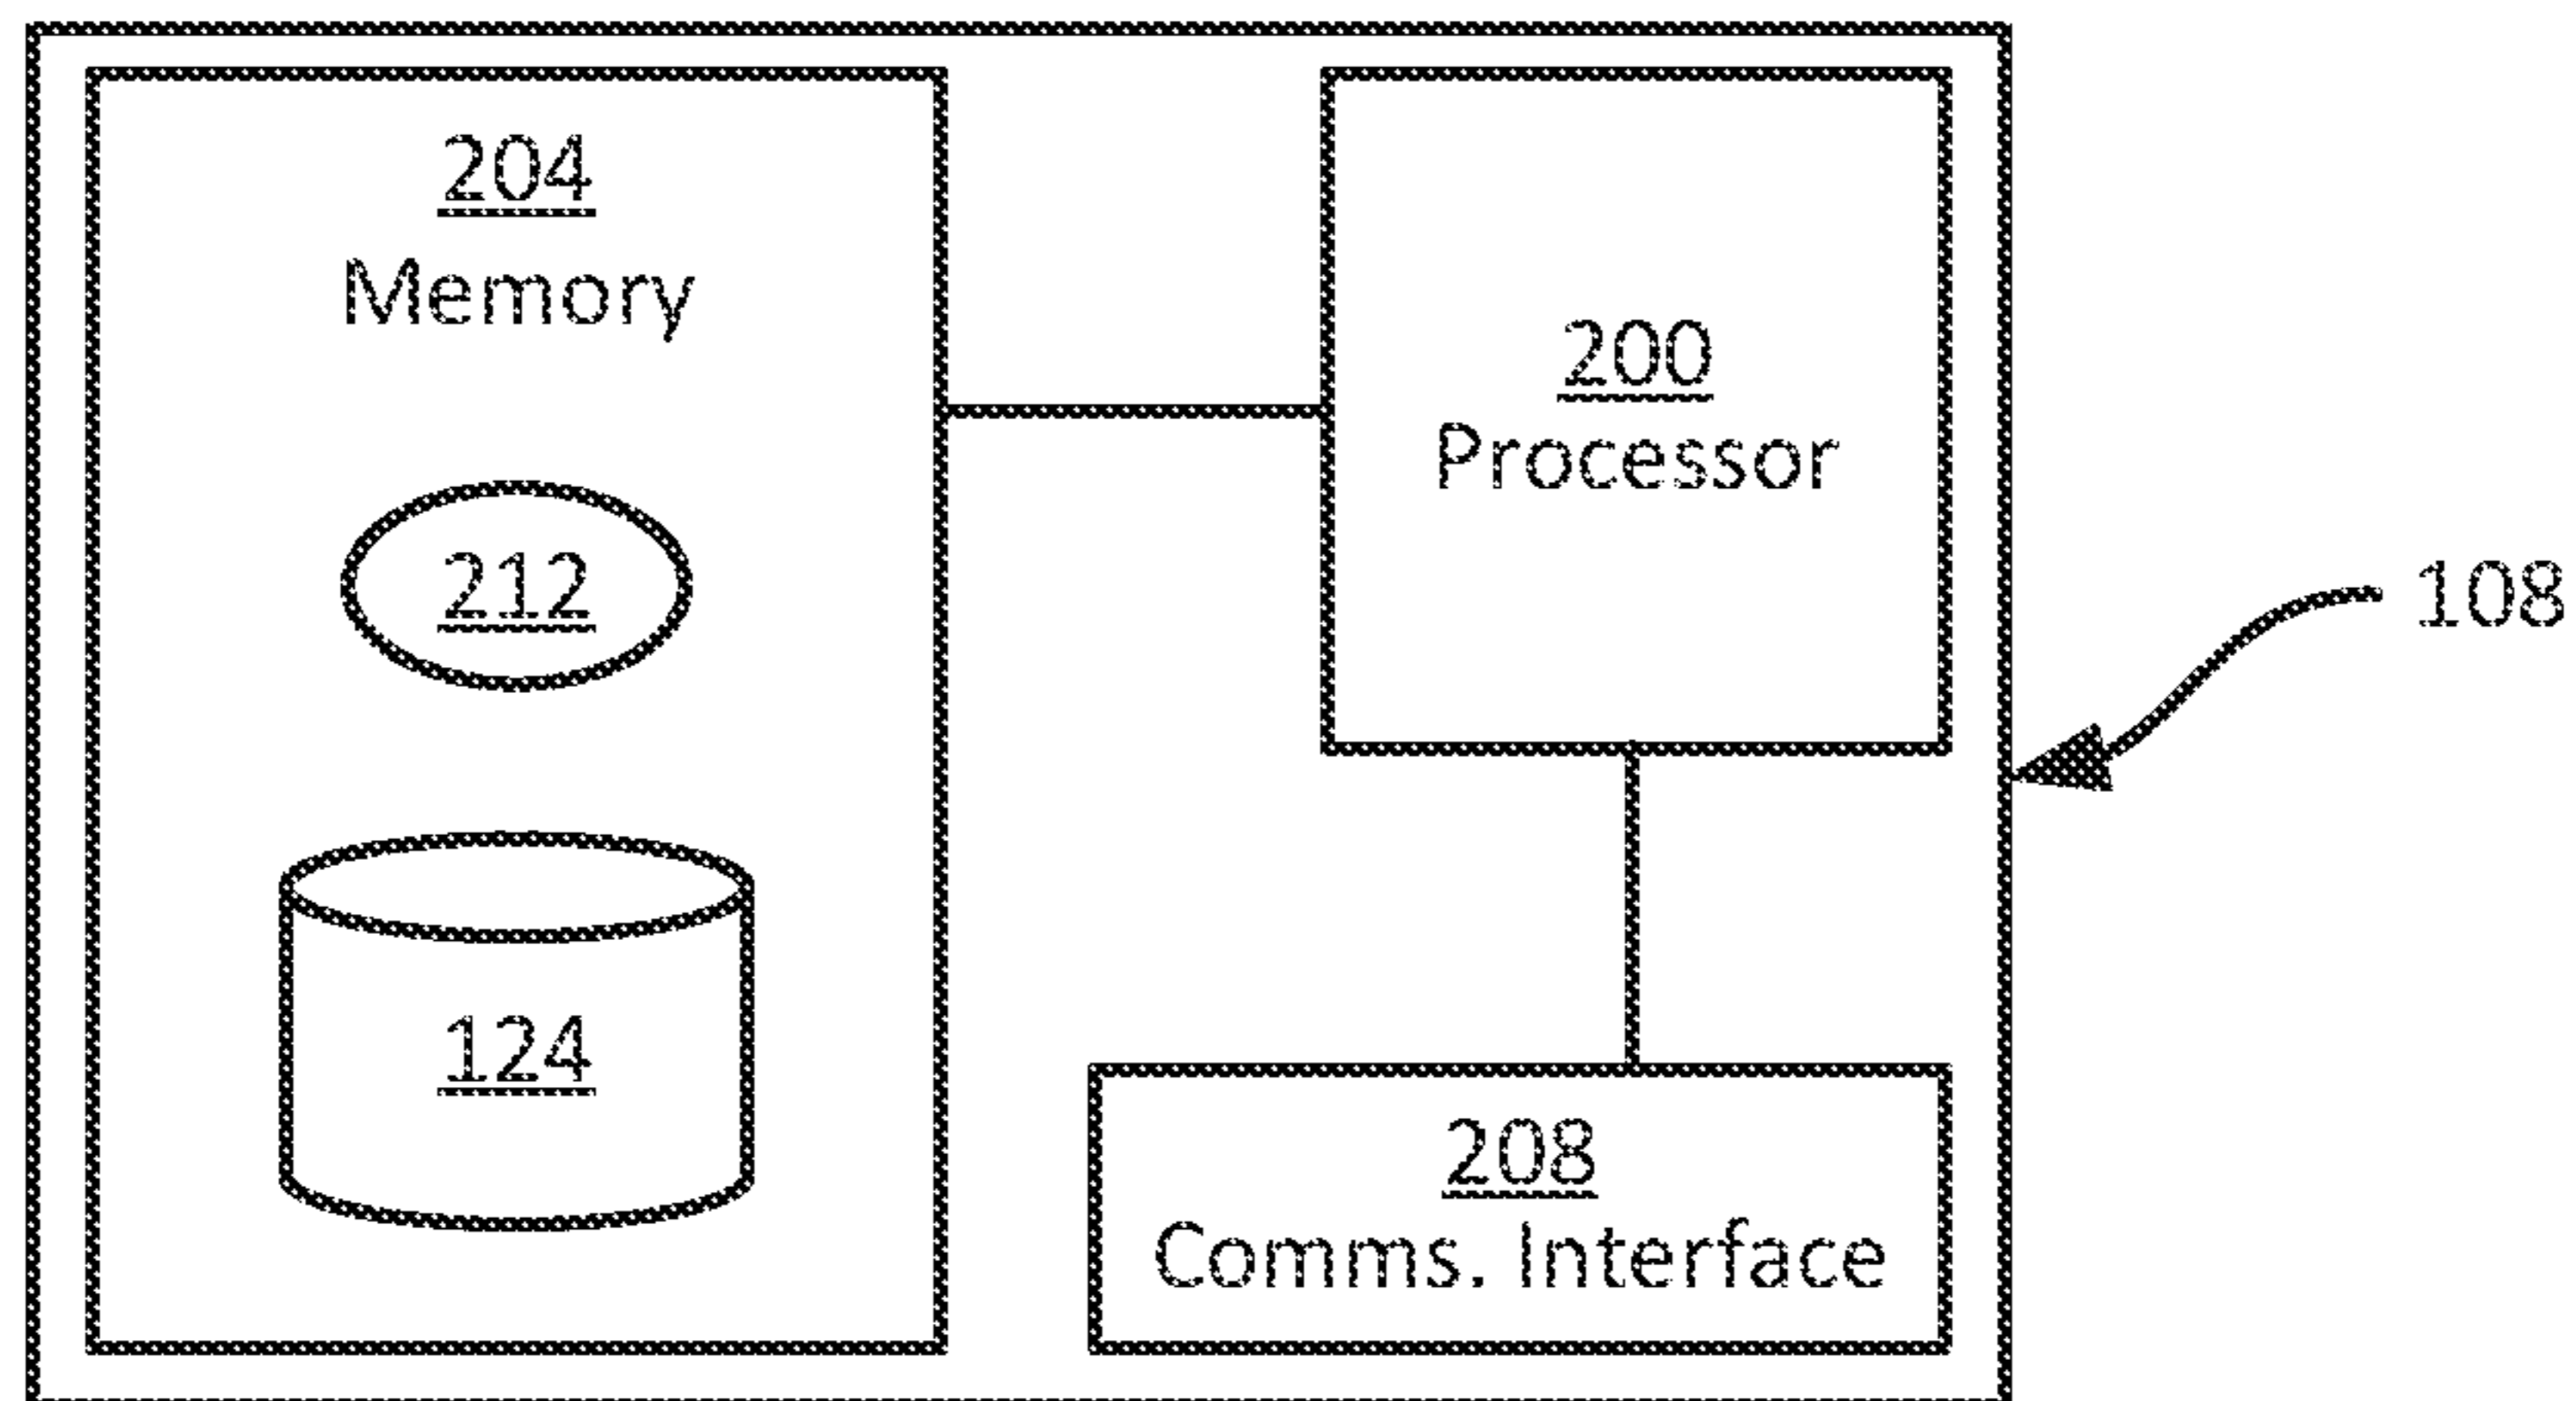 204
Memory
212
124
200
Processor
208
Comms. Interface
108